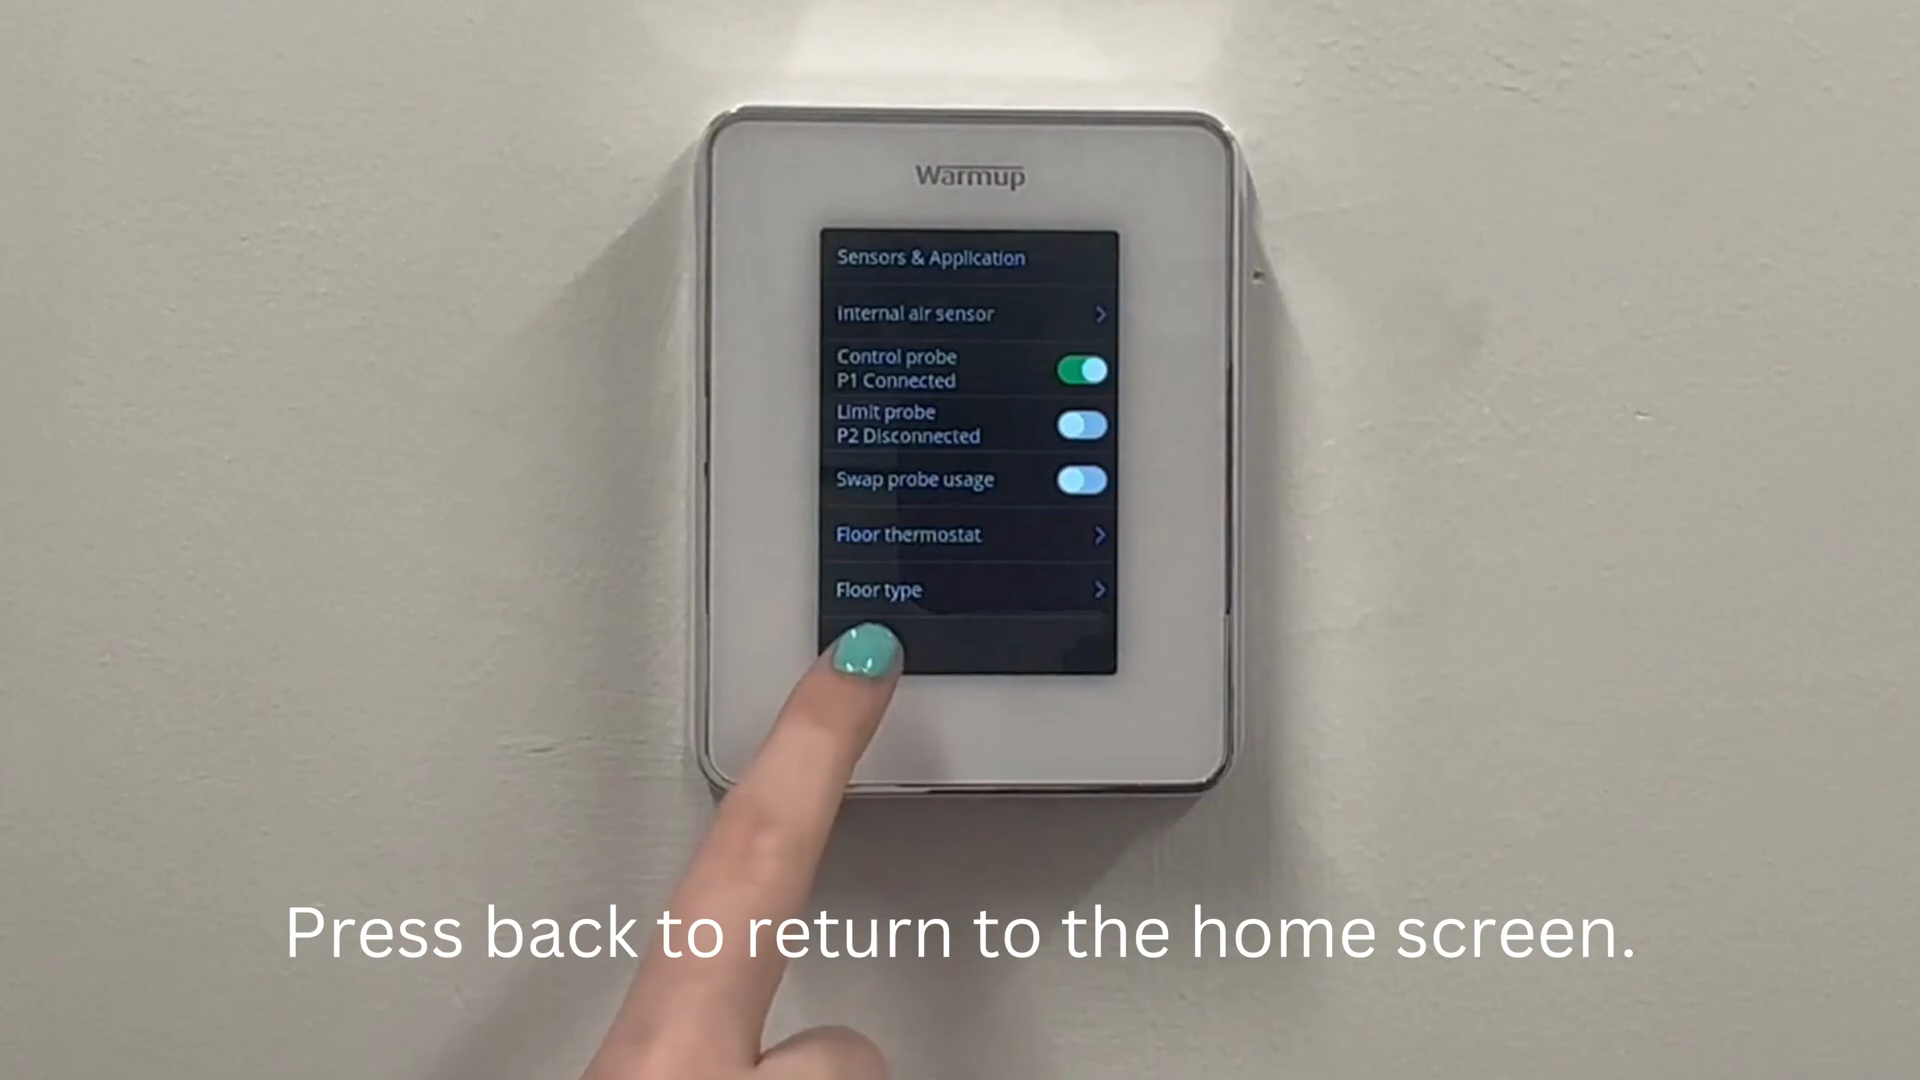 Warmup
Sensors & Application
Internal air sensor
Control probe
P1 Connected
Limit probe
P2 Disconnected
Swap probe usage
Floor thermostat
Floor type
Press back to return to the home screen.